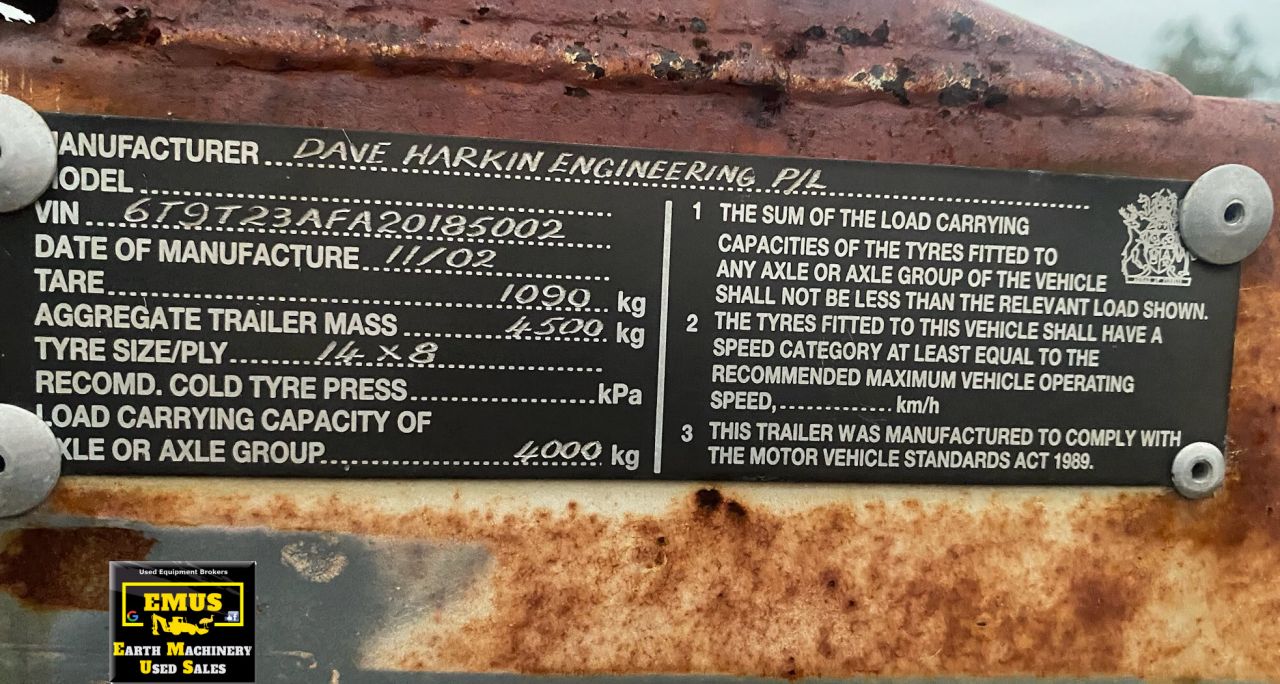 MANUFACTURER ... DAVE HARKIN ENGINEERING P/L
MODEL
VIN ... 6T9T23AFA20185002
DATE OF MANUFACTURE ... 11/02
TARE ... 1090 kg
AGGREGATE TRAILER MASS ... 4500 kg
TYRE SIZE/PLY ... 14 x 8
RECOMD. COLD TYRE PRESS ... kPa
LOAD CARRYING CAPACITY OF
AXLE OR AXLE GROUP ... 4000 kg
1 THE SUM OF THE LOAD CARRYING
CAPACITIES OF THE TYRES FITTED TO
ANY AXLE OR AXLE GROUP OF THE VEHICLE
SHALL NOT BE LESS THAN THE RELEVANT LOAD SHOWN.
2 THE TYRES FITTED TO THIS VEHICLE SHALL HAVE A
SPEED CATEGORY AT LEAST EQUAL TO THE
RECOMMENDED MAXIMUM VEHICLE OPERATING
SPEED, ... km/h
3 THIS TRAILER WAS MANUFACTURED TO COMPLY WITH
THE MOTOR VEHICLE STANDARDS ACT 1989.
Used Equipment Brokers
EMUS
EARTH MACHINERY
USED SALES